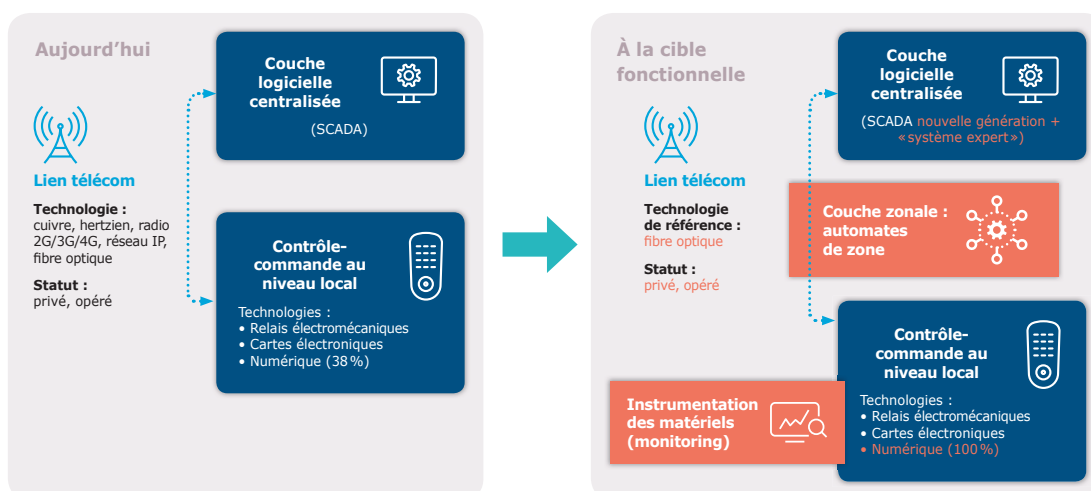 Aujourd'hui
Couche
logicielle
centralisée
(SCADA)
Lien télécom
Technologie :
cuivre, hertzien, radio
2G/3G/4G, réseau IP,
fibre optique
Statut :
privé, opéré
Contrôle-
commande au
niveau local
Technologies :
• Relais électromécaniques
• Cartes électroniques
• Numérique (38 %)
À la cible
fonctionnelle
Couche
logicielle
centralisée
(SCADA nouvelle génération +
«système expert»)
Lien télécom
Technologie
de référence :
fibre optique
Statut :
privé, opéré
Couche zonale :
automates
de zone
Contrôle-
commande au
niveau local
Technologies :
• Relais électromécaniques
• Cartes électroniques
• Numérique (100 %)
Instrumentation
des matériels
(monitoring)